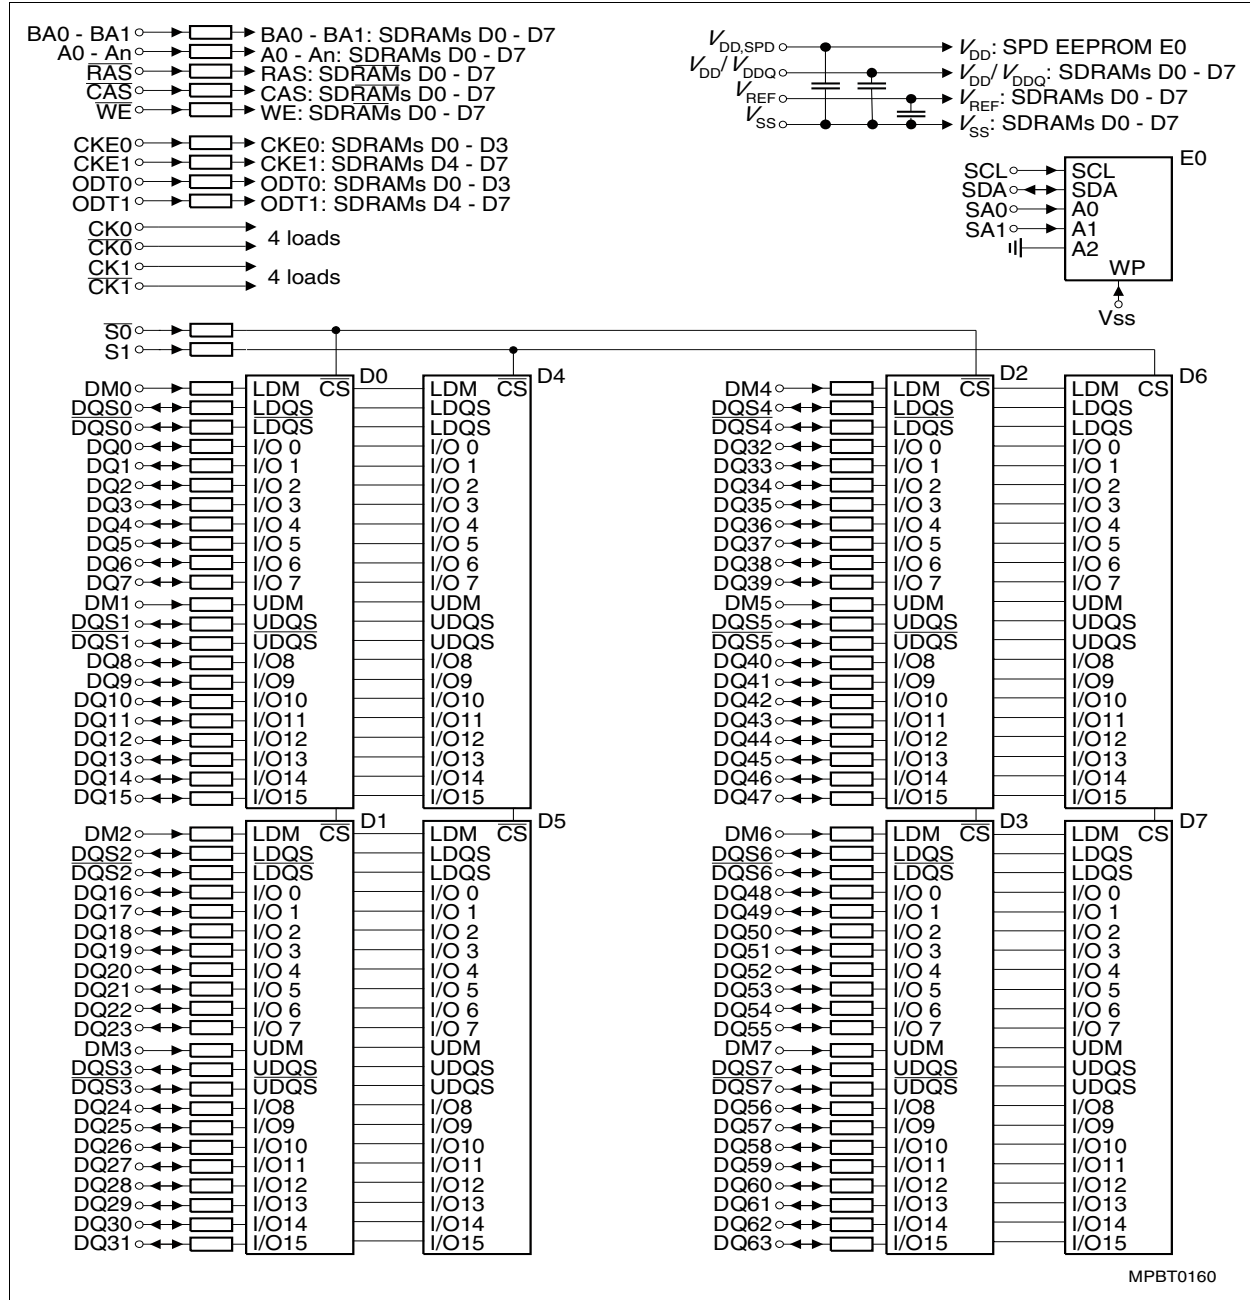 BA0 - BA1 BA0 - BA1: SDRAMs D0 - D7
A0 - An A0 - An: SDRAMs D0 - D7
RAS RAS: SDRAMs D0 - D7
CAS CAS: SDRAMs D0 - D7
WE WE: SDRAMs D0 - D7
CKE0 CKE0: SDRAMs D0 - D3
CKE1 CKE1: SDRAMs D4 - D7
ODT0 ODT0: SDRAMs D0 - D3
ODT1 ODT1: SDRAMs D4 - D7
CK0
CK0
4 loads
CK1
CK1
4 loads
VDD,SPD VDD: SPD EEPROM E0
VDD/VDDQ VDD/VDDQ: SDRAMs D0 - D7
VREF VREF: SDRAMs D0 - D7
VSS VSS: SDRAMs D0 - D7
E0
SCL SCL
SDA SDA
SA0 A0
SA1 A1
A2
WP
Vss
S0
S1
D0 D4
DM0 LDM CS LDM CS
DQS0 LDQS LDQS
DQS0 LDQS LDQS
DQ0 I/O 0 I/O 0
DQ1 I/O 1 I/O 1
DQ2 I/O 2 I/O 2
DQ3 I/O 3 I/O 3
DQ4 I/O 4 I/O 4
DQ5 I/O 5 I/O 5
DQ6 I/O 6 I/O 6
DQ7 I/O 7 I/O 7
DM1 UDM UDM
DQS1 UDQS UDQS
DQS1 UDQS UDQS
DQ8 I/O8 I/O8
DQ9 I/O9 I/O9
DQ10 I/O10 I/O10
DQ11 I/O11 I/O11
DQ12 I/O12 I/O12
DQ13 I/O13 I/O13
DQ14 I/O14 I/O14
DQ15 I/O15 I/O15
D2 D6
DM4 LDM CS LDM CS
DQS4 LDQS LDQS
DQS4 LDQS LDQS
DQ32 I/O 0 I/O 0
DQ33 I/O 1 I/O 1
DQ34 I/O 2 I/O 2
DQ35 I/O 3 I/O 3
DQ36 I/O 4 I/O 4
DQ37 I/O 5 I/O 5
DQ38 I/O 6 I/O 6
DQ39 I/O 7 I/O 7
DM5 UDM UDM
DQS5 UDQS UDQS
DQS5 UDQS UDQS
DQ40 I/O8 I/O8
DQ41 I/O9 I/O9
DQ42 I/O10 I/O10
DQ43 I/O11 I/O11
DQ44 I/O12 I/O12
DQ45 I/O13 I/O13
DQ46 I/O14 I/O14
DQ47 I/O15 I/O15
D1 D5
DM2 LDM CS LDM CS
DQS2 LDQS LDQS
DQS2 LDQS LDQS
DQ16 I/O 0 I/O 0
DQ17 I/O 1 I/O 1
DQ18 I/O 2 I/O 2
DQ19 I/O 3 I/O 3
DQ20 I/O 4 I/O 4
DQ21 I/O 5 I/O 5
DQ22 I/O 6 I/O 6
DQ23 I/O 7 I/O 7
DM3 UDM UDM
DQS3 UDQS UDQS
DQS3 UDQS UDQS
DQ24 I/O8 I/O8
DQ25 I/O9 I/O9
DQ26 I/O10 I/O10
DQ27 I/O11 I/O11
DQ28 I/O12 I/O12
DQ29 I/O13 I/O13
DQ30 I/O14 I/O14
DQ31 I/O15 I/O15
D3 D7
DM6 LDM CS LDM CS
DQS6 LDQS LDQS
DQS6 LDQS LDQS
DQ48 I/O 0 I/O 0
DQ49 I/O 1 I/O 1
DQ50 I/O 2 I/O 2
DQ51 I/O 3 I/O 3
DQ52 I/O 4 I/O 4
DQ53 I/O 5 I/O 5
DQ54 I/O 6 I/O 6
DQ55 I/O 7 I/O 7
DM7 UDM UDM
DQS7 UDQS UDQS
DQS7 UDQS UDQS
DQ56 I/O8 I/O8
DQ57 I/O9 I/O9
DQ58 I/O10 I/O10
DQ59 I/O11 I/O11
DQ60 I/O12 I/O12
DQ61 I/O13 I/O13
DQ62 I/O14 I/O14
DQ63 I/O15 I/O15
MPBT0160